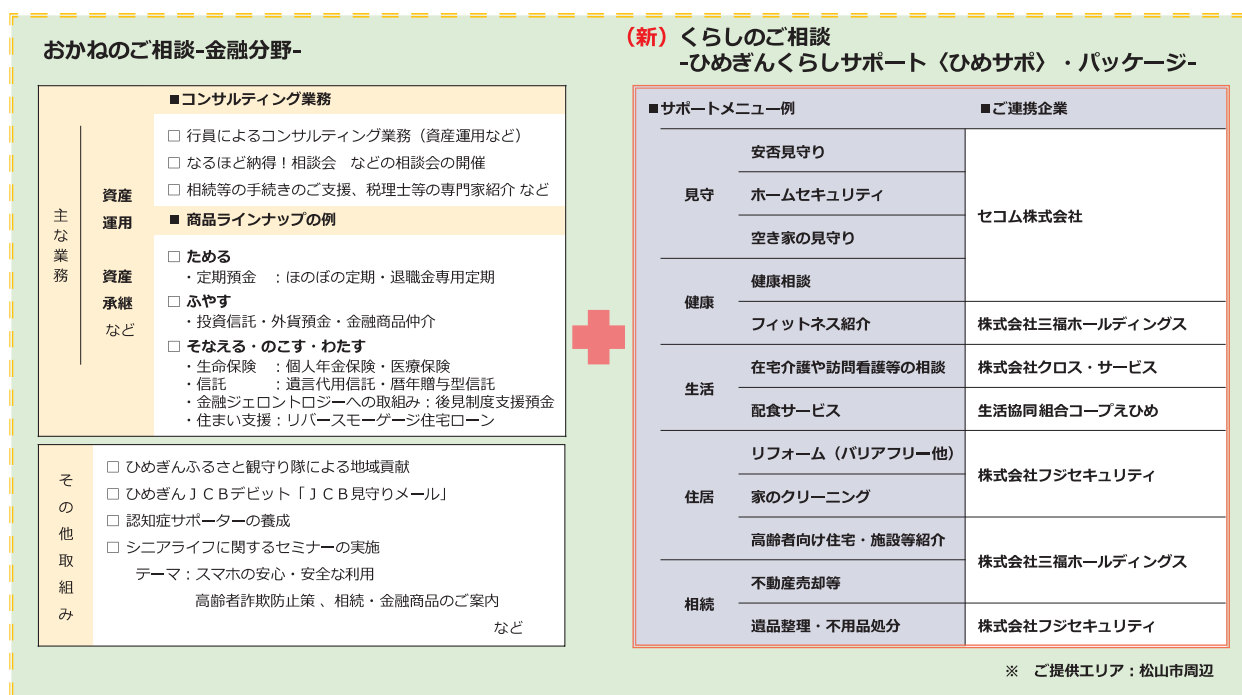 おかねのご相談-金融分野-
■コンサルティング業務
主な業務
資産
運用
資産
承継
など
□ 行員によるコンサルティング業務（資産運用など）
□ なるほど納得！相談会　などの相談会の開催
□ 相続等の手続きのご支援、税理士等の専門家紹介 など
■ 商品ラインナップの例
□ ためる
・定期預金　：ほのぼの定期・退職金専用定期
□ ふやす
・投資信託・外貨預金・金融商品仲介
□ そなえる・のこす・わたす
・生命保険　：個人年金保険・医療保険
・信託　　　：遺言代用信託・暦年贈与型信託
・金融ジェロントロジーへの取組み：後見制度支援預金
・住まい支援：リバースモーゲージ住宅ローン
その他取組み
□ ひめぎんふるさと観守り隊による地域貢献
□ ひめぎんＪＣＢデビット「ＪＣＢ見守りメール」
□ 認知症サポーターの養成
□ シニアライフに関するセミナーの実施
テーマ：スマホの安心・安全な利用
高齢者詐欺防止策 、相続・金融商品のご案内
など
（新）くらしのご相談
-ひめぎんくらしサポート〈ひめサポ〉・パッケージ-
■サポートメニュー例
■ご連携企業
見守
安否見守り
ホームセキュリティ
空き家の見守り
セコム株式会社
健康
健康相談
フィットネス紹介
株式会社三福ホールディングス
生活
在宅介護や訪問看護等の相談
株式会社クロス・サービス
配食サービス
生活協同組合コープえひめ
住居
リフォーム（バリアフリー他）
家のクリーニング
株式会社フジセキュリティ
高齢者向け住宅・施設等紹介
株式会社三福ホールディングス
相続
不動産売却等
遺品整理・不用品処分
株式会社フジセキュリティ
※　ご提供エリア：松山市周辺